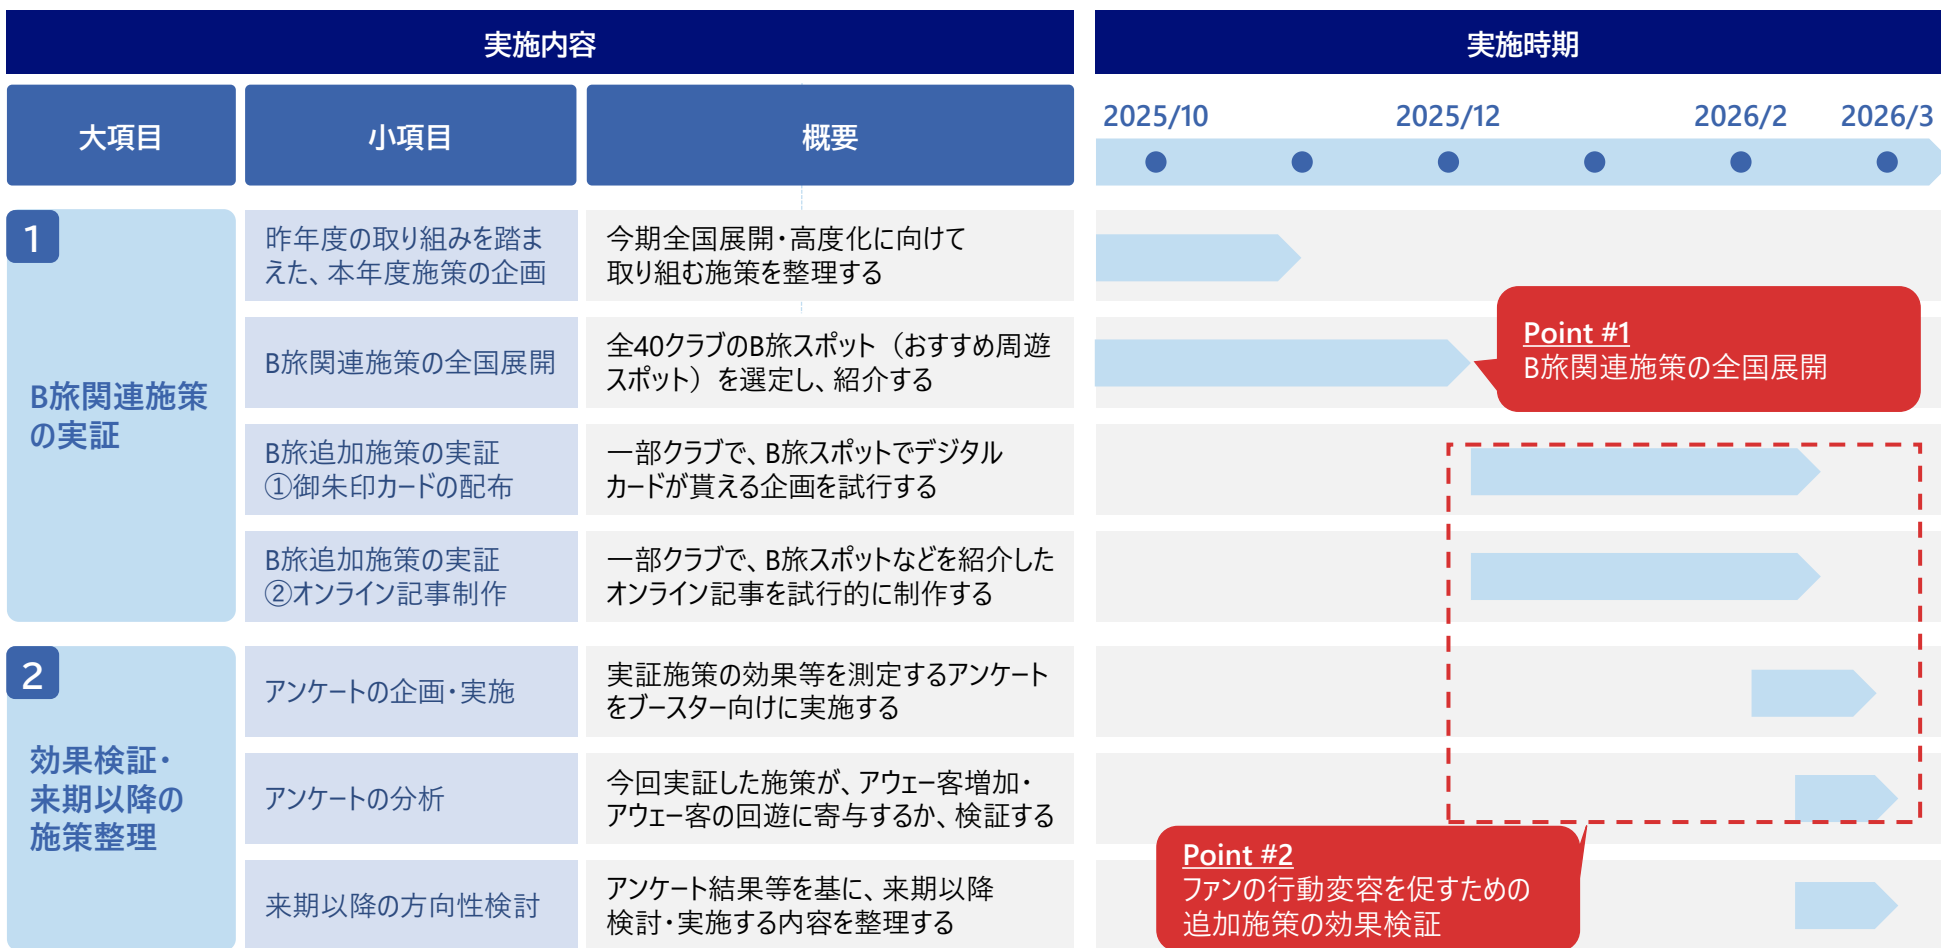 実施内容
実施時期
大項目
小項目
概要
2025/10
2025/12
2026/2
2026/3
1
B旅関連施策
の実証
昨年度の取り組みを踏ま
えた、本年度施策の企画
今期全国展開・高度化に向けて
取り組む施策を整理する
B旅関連施策の全国展開
全40クラブのB旅スポット（おすすめ周遊
スポット）を選定し、紹介する
Point #1
B旅関連施策の全国展開
B旅追加施策の実証
①御朱印カードの配布
一部クラブで、B旅スポットでデジタル
カードが貰える企画を試行する
B旅追加施策の実証
②オンライン記事制作
一部クラブで、B旅スポットなどを紹介した
オンライン記事を試行的に制作する
2
効果検証・
来期以降の
施策整理
アンケートの企画・実施
実証施策の効果等を測定するアンケート
をブースター向けに実施する
アンケートの分析
今回実証した施策が、アウェー客増加・
アウェー客の回遊に寄与するか、検証する
来期以降の方向性検討
アンケート結果等を基に、来期以降
検討・実施する内容を整理する
Point #2
ファンの行動変容を促すための
追加施策の効果検証